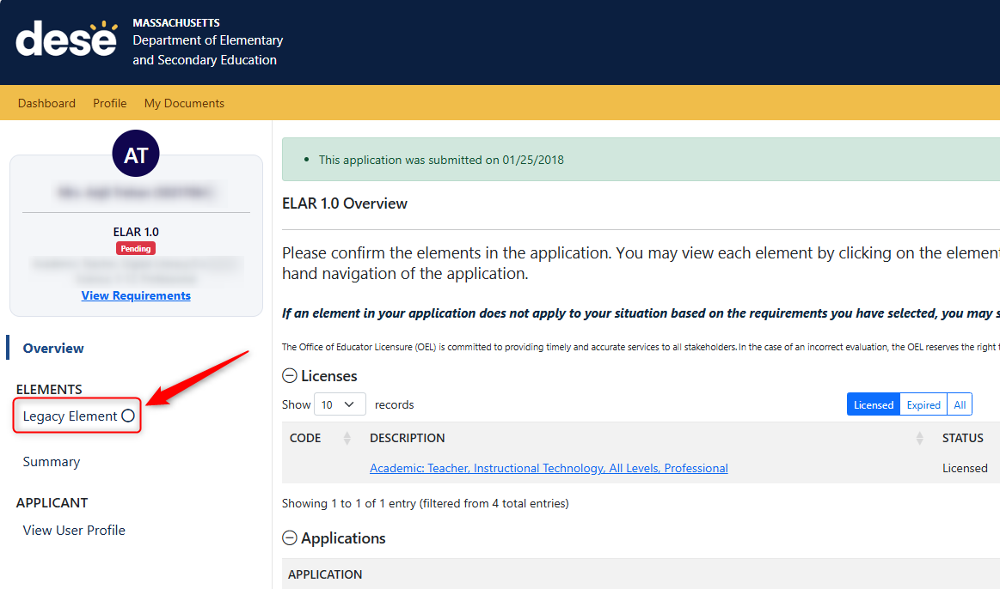 dese
MASSACHUSETTS
Department of Elementary
and Secondary Education
Dashboard Profile My Documents
AT
ELAR 1.0
Pending
View Requirements
Overview
ELEMENTS
Legacy Element
Summary
APPLICANT
View User Profile
This application was submitted on 01/25/2018
ELAR 1.0 Overview
Please confirm the elements in the application. You may view each element by clicking on the elemen
hand navigation of the application.
If an element in your application does not apply to your situation based on the requirements you have selected, you may s
The Office of Educator Licensure (OEL) is committed to providing timely and accurate services to all stakeholders. In the case of an incorrect evaluation, the OEL reserves the right t
Licenses
Show 10 records Licensed Expired All
CODE DESCRIPTION STATUS
Academic: Teacher, Instructional Technology, All Levels, Professional Licensed
Showing 1 to 1 of 1 entry (filtered from 4 total entries)
Applications
APPLICATION